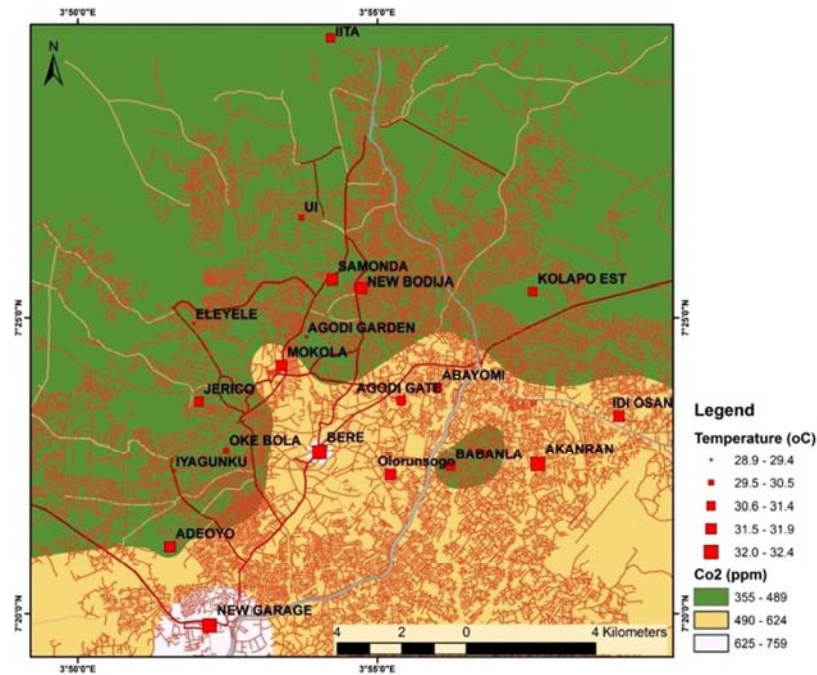 3°50'0"E
3°55'0"E
N
IITA
UI
SAMONDA
NEW BODIJA
KOLAPO EST
7°25'0"N
7°25'0"N
ELEYELE
AGODI GARDEN
MOKOLA
ABAYOMI
JERICO
AGODI GATE
IDI OSAN
OKE BOLA
BERE
BABANLA
AKANRAN
IYAGUNKU
Olorunsogo
ADEOYO
NEW GARAGE
7°20'0"N
7°20'0"N
4 2 0 4 Kilometers
3°50'0"E
3°55'0"E
Legend
Temperature (oC)
28.9 - 29.4
29.5 - 30.5
30.6 - 31.4
31.5 - 31.9
32.0 - 32.4
Co2 (ppm)
355 - 489
490 - 624
625 - 759